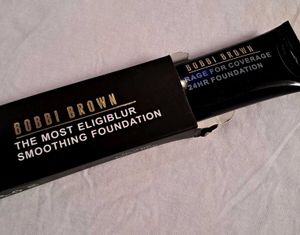 BOBBI BROWN
THE MOST ELIGIBLUR
SMOOTHING FOUNDATION
BOBBI BROWN
RAGE FOR COVERAGE
24HR FOUNDATION